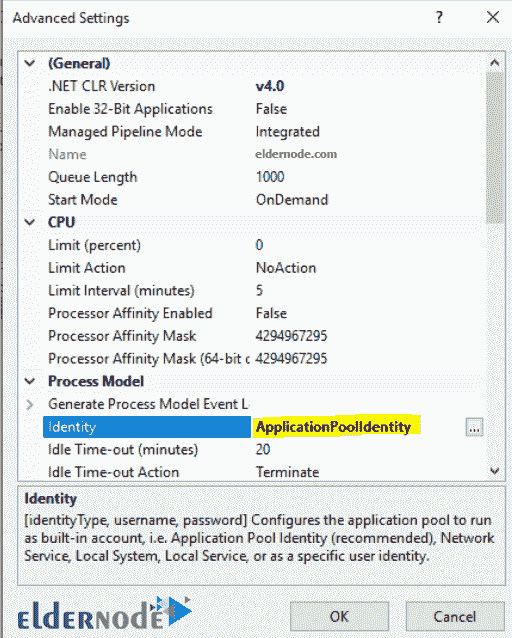 Advanced Settings ? ×
(General)
.NET CLR Version v4.0
Enable 32-Bit Applications False
Managed Pipeline Mode Integrated
Name eldernode.com
Queue Length 1000
Start Mode OnDemand
CPU
Limit (percent) 0
Limit Action NoAction
Limit Interval (minutes) 5
Processor Affinity Enabled False
Processor Affinity Mask 4294967295
Processor Affinity Mask (64-bit c 4294967295
Process Model
Generate Process Model Event L
Identity ApplicationPoolIdentity ...
Idle Time-out (minutes) 20
Idle Time-out Action Terminate
Identity
[identityType, username, password] Configures the application pool to run
as built-in account, i.e. Application Pool Identity (recommended), Network
Service, Local System, Local Service, or as a specific user identity.
ELDERNODE OK Cancel